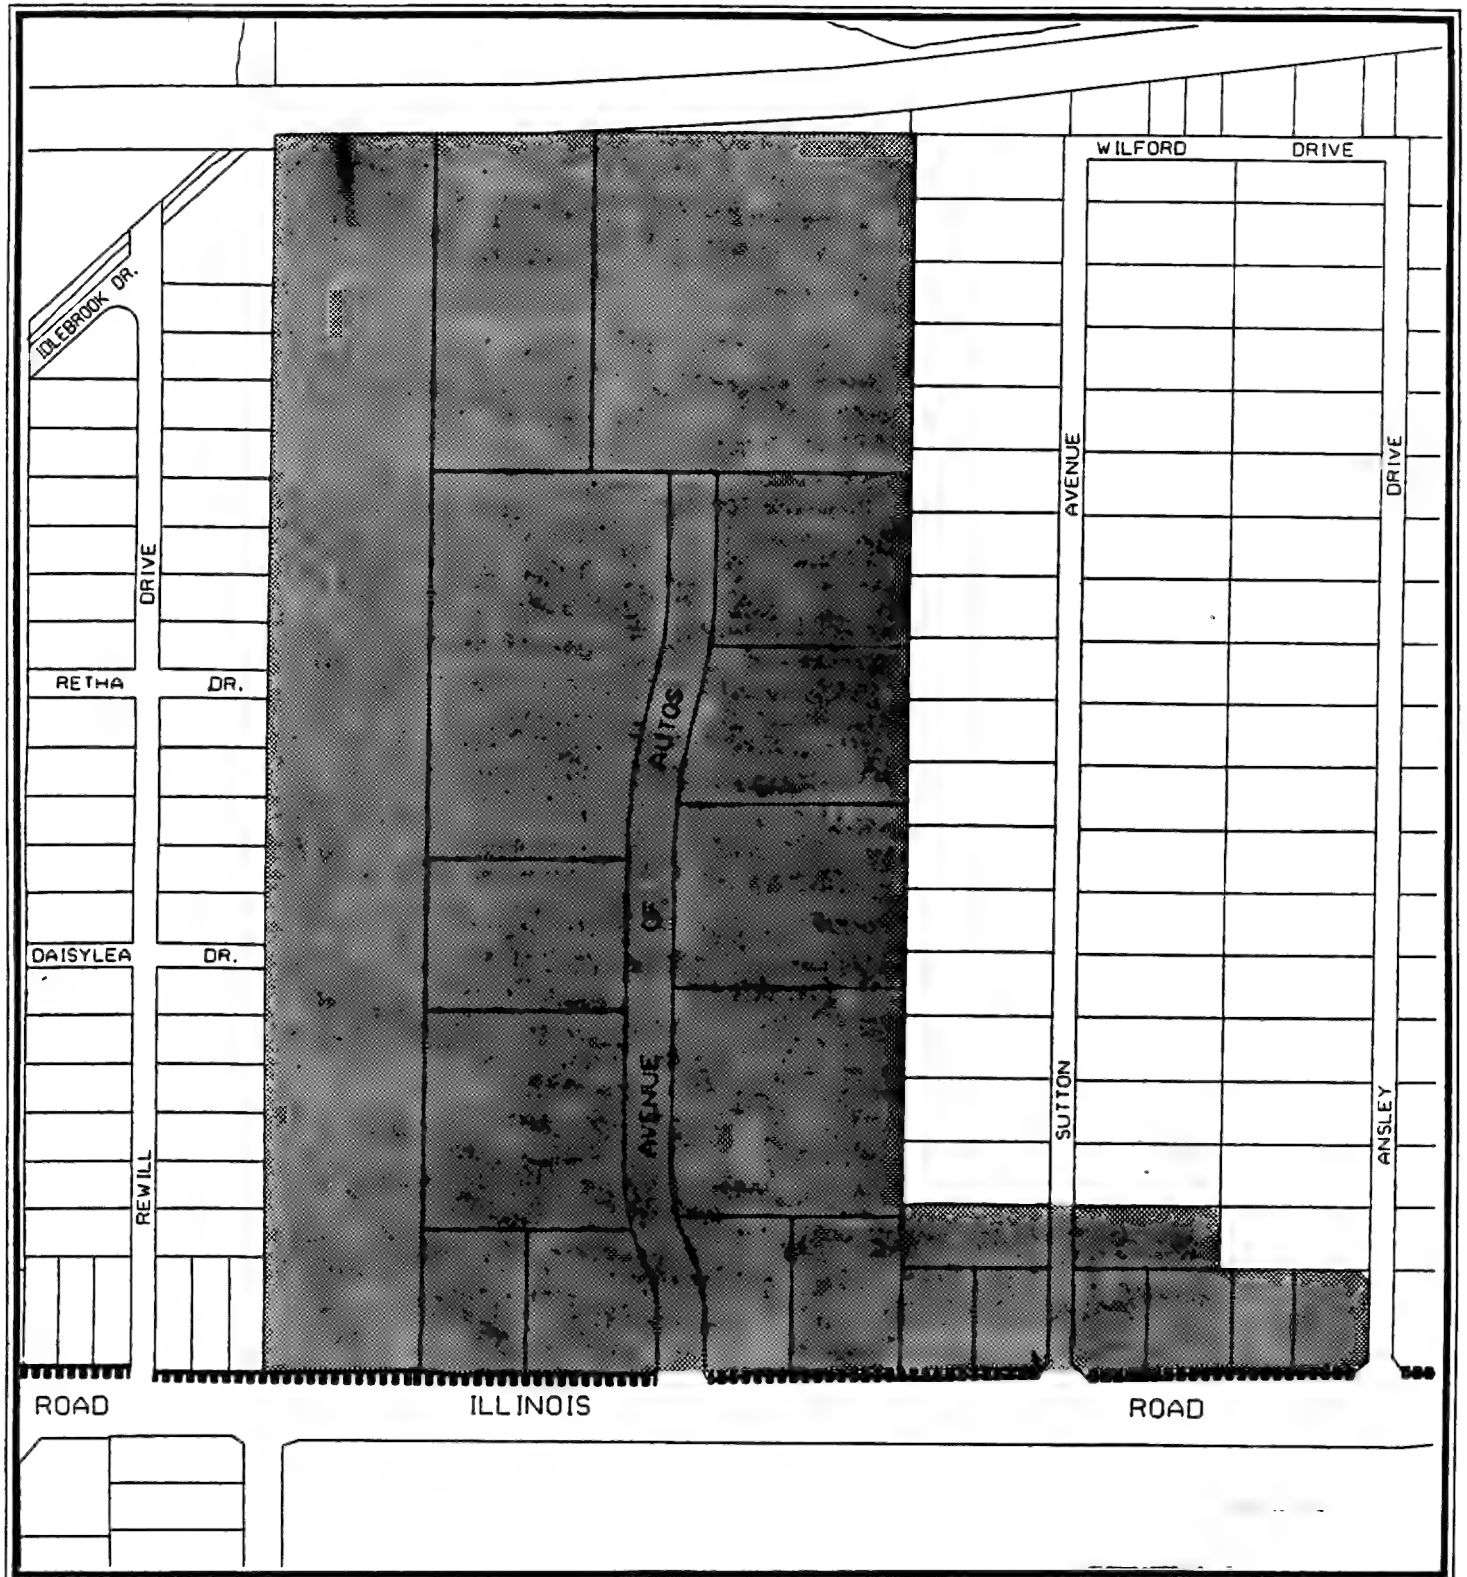 WILFORD DRIVE
IDLEBROOK DR.
AVENUE
DRIVE
DRIVE
RETHA DR.
AUTOS
OF
DAISYLEA DR.
AVENUE
SUTTON
ANSLEY
REWILL
ROAD ILLINOIS ROAD